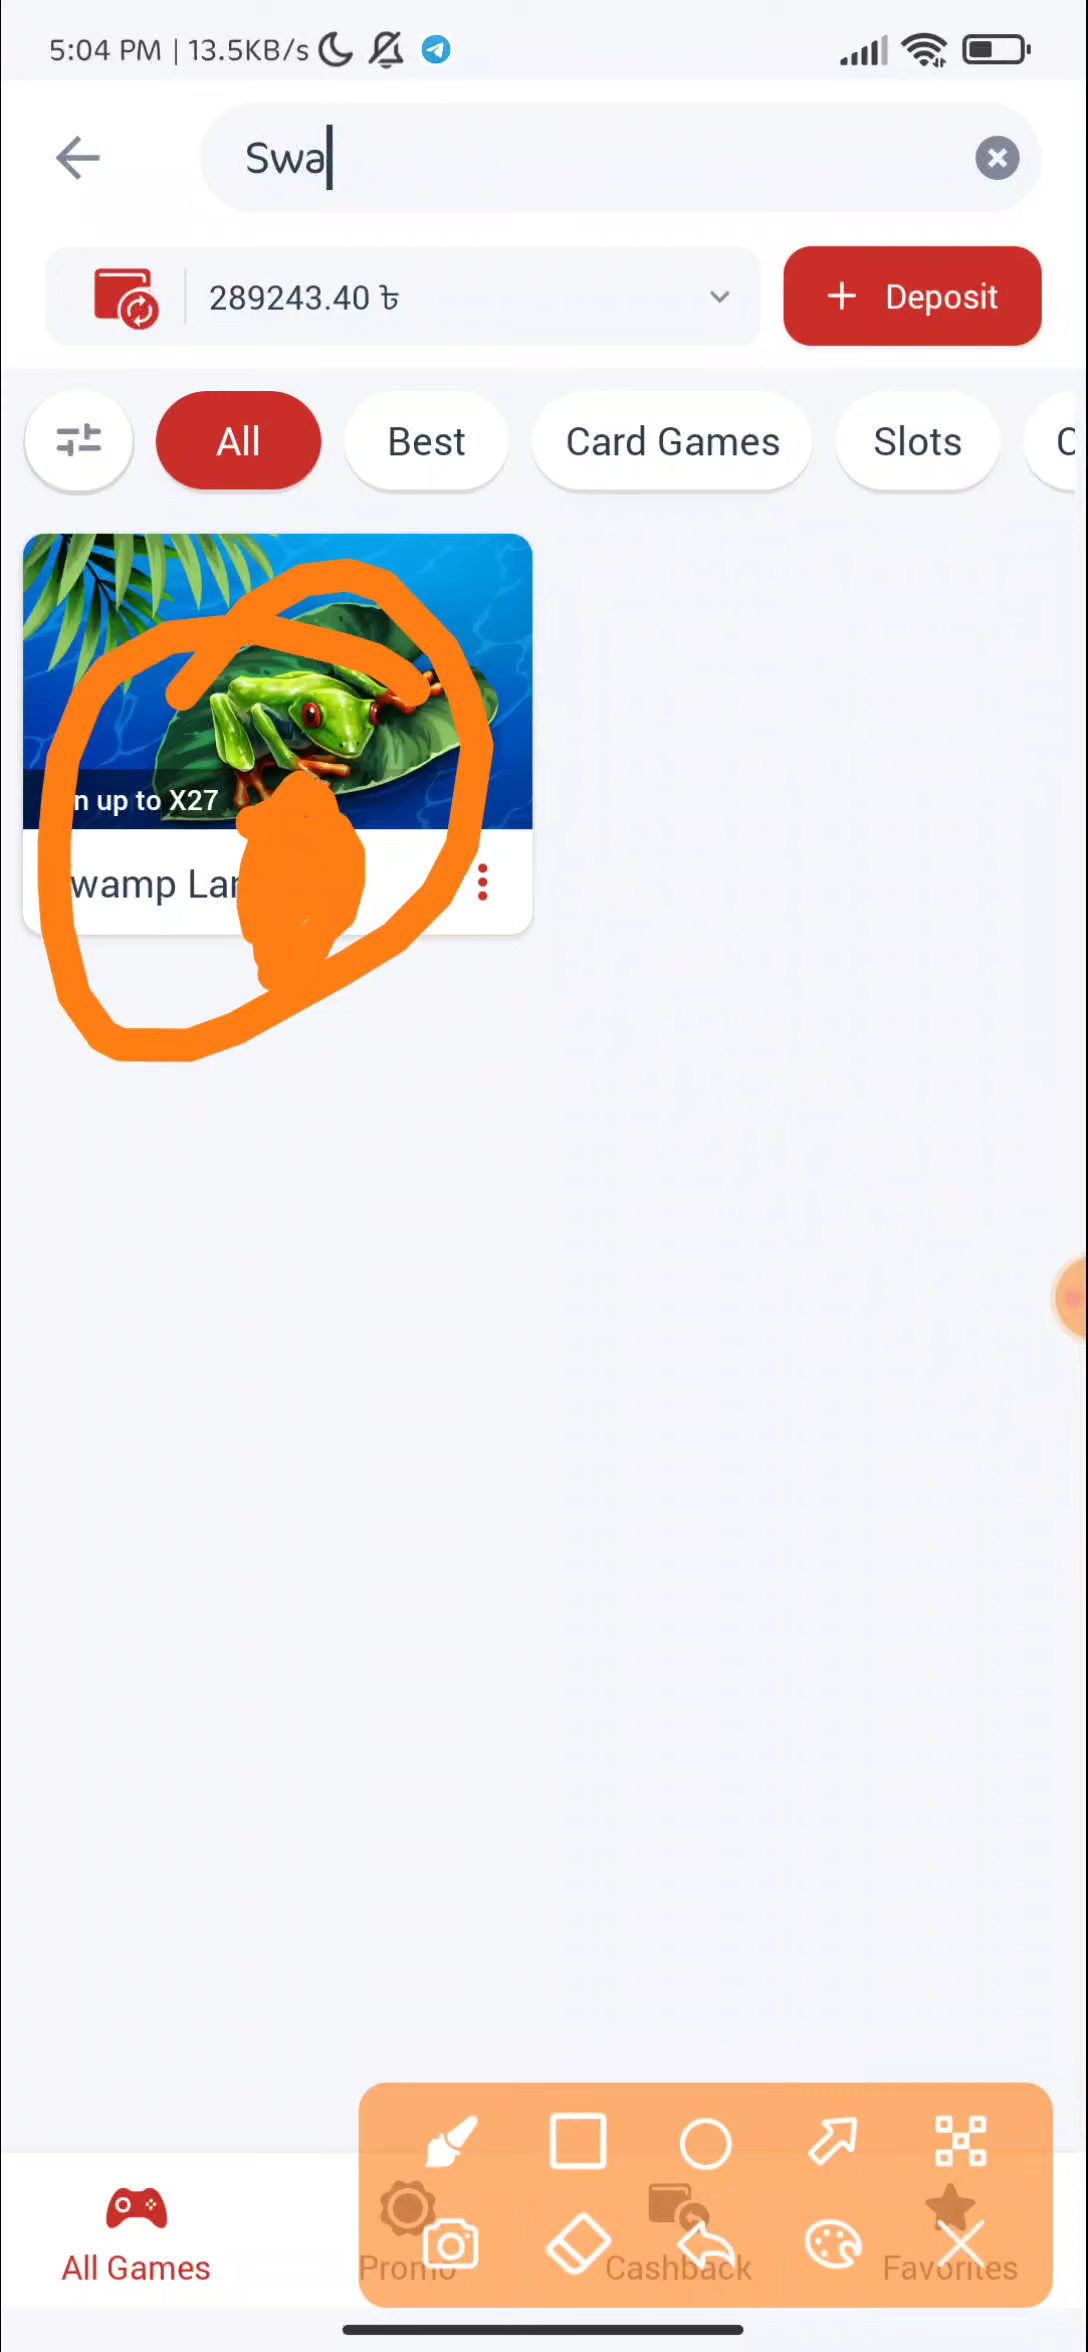 5:04 PM | 13.5KB/s
Swa
289243.40 ৳
+ Deposit
All
Best
Card Games
Slots
n up to X27
wamp Lan
All Games
Promo
Cashback
Favorites